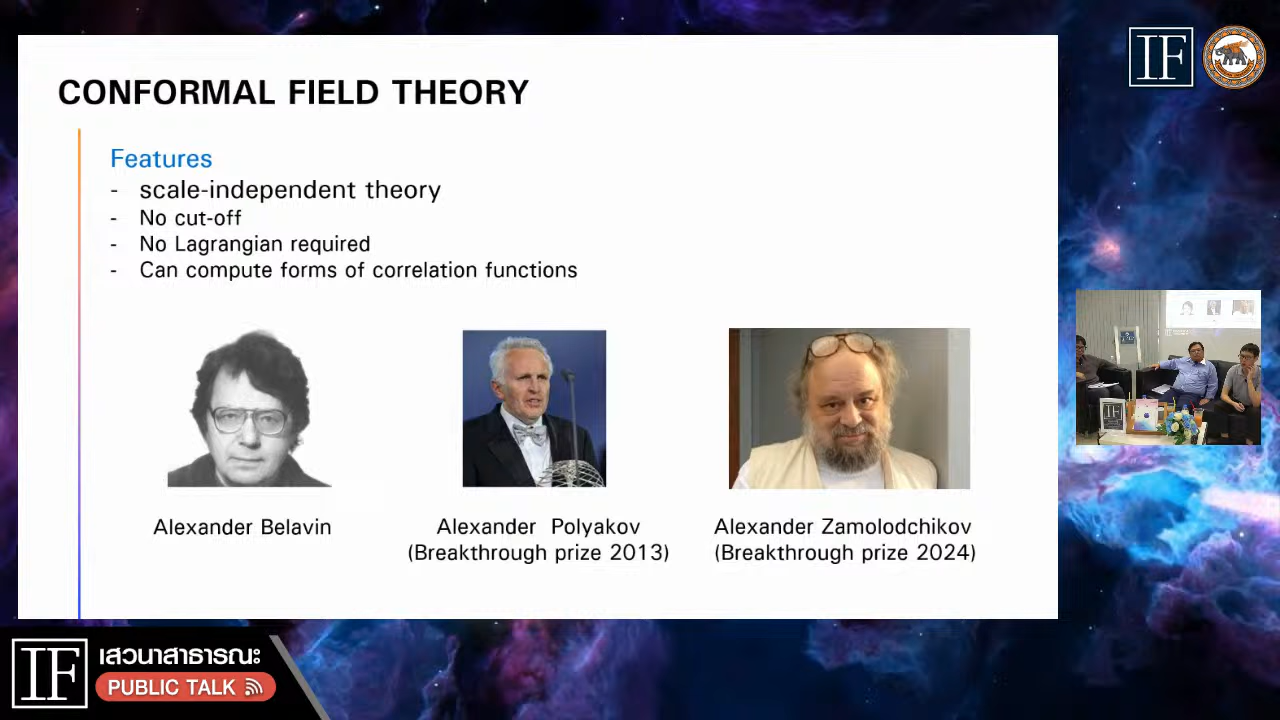 CONFORMAL FIELD THEORY
Features
- scale-independent theory
- No cut-off
- No Lagrangian required
- Can compute forms of correlation functions
Alexander Belavin
Alexander Polyakov
(Breakthrough prize 2013)
Alexander Zamolodchikov
(Breakthrough prize 2024)
IF
IF
เสวนาสาธารณะ
PUBLIC TALK